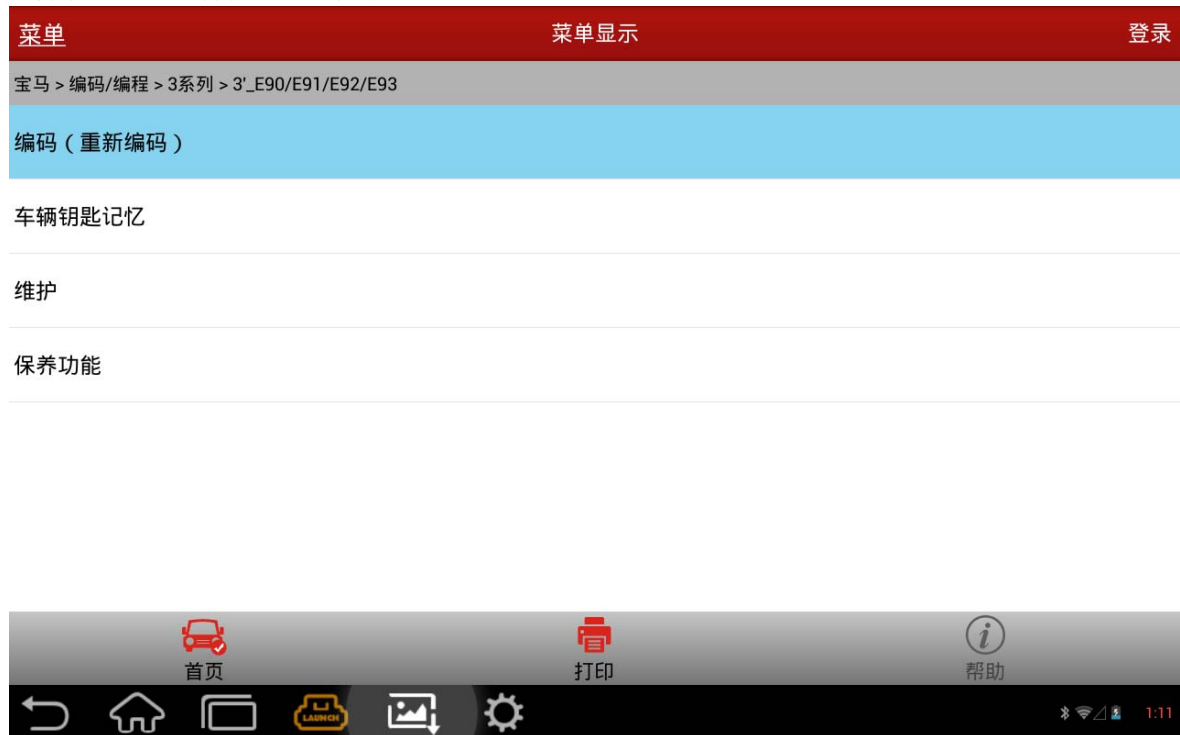 菜单 菜单显示 登录
宝马 > 编码/编程 > 3系列 > 3'_E90/E91/E92/E93
编码（重新编码）
车辆钥匙记忆
维护
保养功能
首页 打印 帮助
LAUNCH 1:11